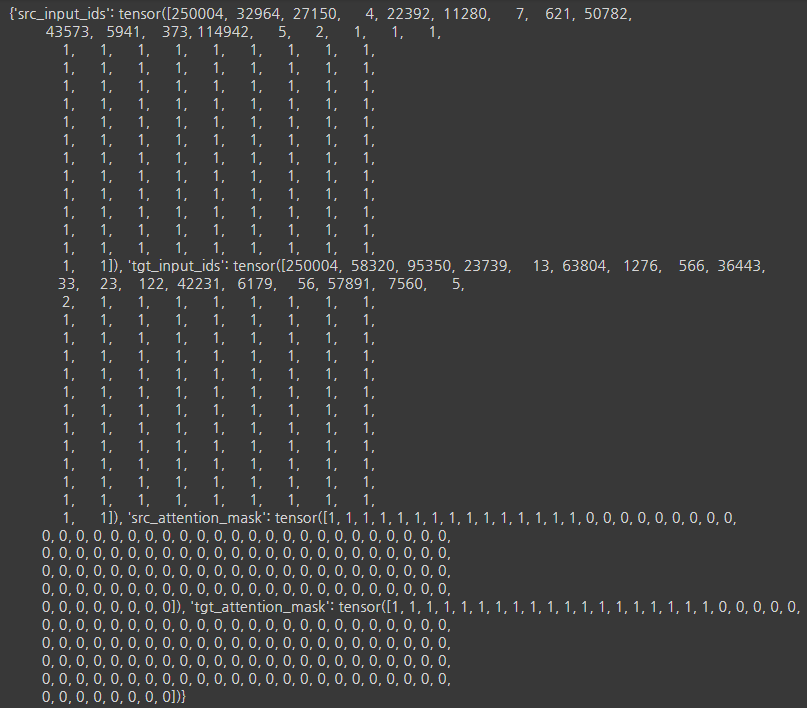 {'src_input_ids': tensor([250004, 32964, 27150, 4, 22392, 11280, 7, 621, 50782,
43573, 5941, 373, 114942, 5, 2, 1, 1, 1,
1, 1, 1, 1, 1, 1, 1, 1, 1,
1, 1, 1, 1, 1, 1, 1, 1, 1,
1, 1, 1, 1, 1, 1, 1, 1, 1,
1, 1, 1, 1, 1, 1, 1, 1, 1,
1, 1, 1, 1, 1, 1, 1, 1, 1,
1, 1, 1, 1, 1, 1, 1, 1, 1,
1, 1, 1, 1, 1, 1, 1, 1, 1,
1, 1, 1, 1, 1, 1, 1, 1, 1,
1, 1, 1, 1, 1, 1, 1, 1, 1,
1, 1, 1, 1, 1, 1, 1, 1, 1,
1, 1, 1, 1, 1, 1, 1, 1, 1,
1, 1, 1, 1, 1, 1, 1, 1, 1,
1, 1]), 'tgt_input_ids': tensor([250004, 58320, 95350, 23739, 13, 63804, 1276, 566, 36443,
33, 23, 122, 42231, 6179, 56, 57891, 7560, 5,
2, 1, 1, 1, 1, 1, 1, 1, 1,
1, 1, 1, 1, 1, 1, 1, 1, 1,
1, 1, 1, 1, 1, 1, 1, 1, 1,
1, 1, 1, 1, 1, 1, 1, 1, 1,
1, 1, 1, 1, 1, 1, 1, 1, 1,
1, 1, 1, 1, 1, 1, 1, 1, 1,
1, 1, 1, 1, 1, 1, 1, 1, 1,
1, 1, 1, 1, 1, 1, 1, 1, 1,
1, 1, 1, 1, 1, 1, 1, 1, 1,
1, 1, 1, 1, 1, 1, 1, 1, 1,
1, 1, 1, 1, 1, 1, 1, 1, 1,
1, 1, 1, 1, 1, 1, 1, 1, 1,
1, 1]), 'src_attention_mask': tensor([1, 1, 1, 1, 1, 1, 1, 1, 1, 1, 1, 1, 1, 1, 1, 0, 0, 0, 0, 0, 0, 0, 0, 0,
0, 0, 0, 0, 0, 0, 0, 0, 0, 0, 0, 0, 0, 0, 0, 0, 0, 0, 0, 0, 0, 0, 0, 0,
0, 0, 0, 0, 0, 0, 0, 0, 0, 0, 0, 0, 0, 0, 0, 0, 0, 0, 0, 0, 0, 0, 0, 0,
0, 0, 0, 0, 0, 0, 0, 0, 0, 0, 0, 0, 0, 0, 0, 0, 0, 0, 0, 0, 0, 0, 0, 0,
0, 0, 0, 0, 0, 0, 0, 0, 0, 0, 0, 0, 0, 0, 0, 0, 0, 0, 0, 0, 0, 0, 0, 0,
0, 0, 0, 0, 0, 0, 0, 0]), 'tgt_attention_mask': tensor([1, 1, 1, 1, 1, 1, 1, 1, 1, 1, 1, 1, 1, 1, 1, 1, 1, 1, 1, 0, 0, 0, 0, 0,
0, 0, 0, 0, 0, 0, 0, 0, 0, 0, 0, 0, 0, 0, 0, 0, 0, 0, 0, 0, 0, 0, 0, 0,
0, 0, 0, 0, 0, 0, 0, 0, 0, 0, 0, 0, 0, 0, 0, 0, 0, 0, 0, 0, 0, 0, 0, 0,
0, 0, 0, 0, 0, 0, 0, 0, 0, 0, 0, 0, 0, 0, 0, 0, 0, 0, 0, 0, 0, 0, 0, 0,
0, 0, 0, 0, 0, 0, 0, 0, 0, 0, 0, 0, 0, 0, 0, 0, 0, 0, 0, 0, 0, 0, 0, 0,
0, 0, 0, 0, 0, 0, 0, 0])}